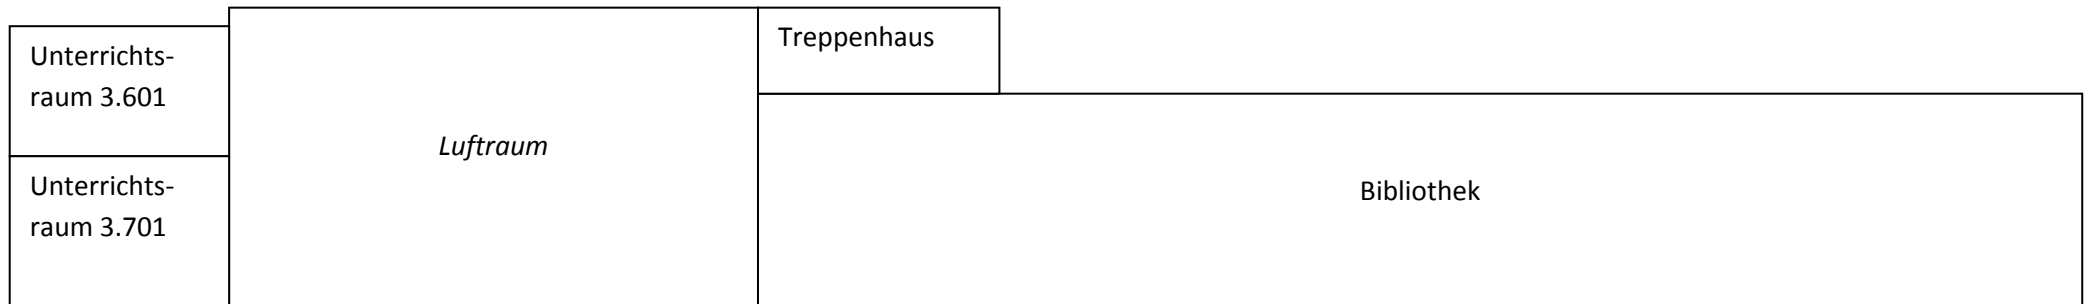 Unterrichts-
raum 3.601
Unterrichts-
raum 3.701
Luftraum
Treppenhaus
Bibliothek